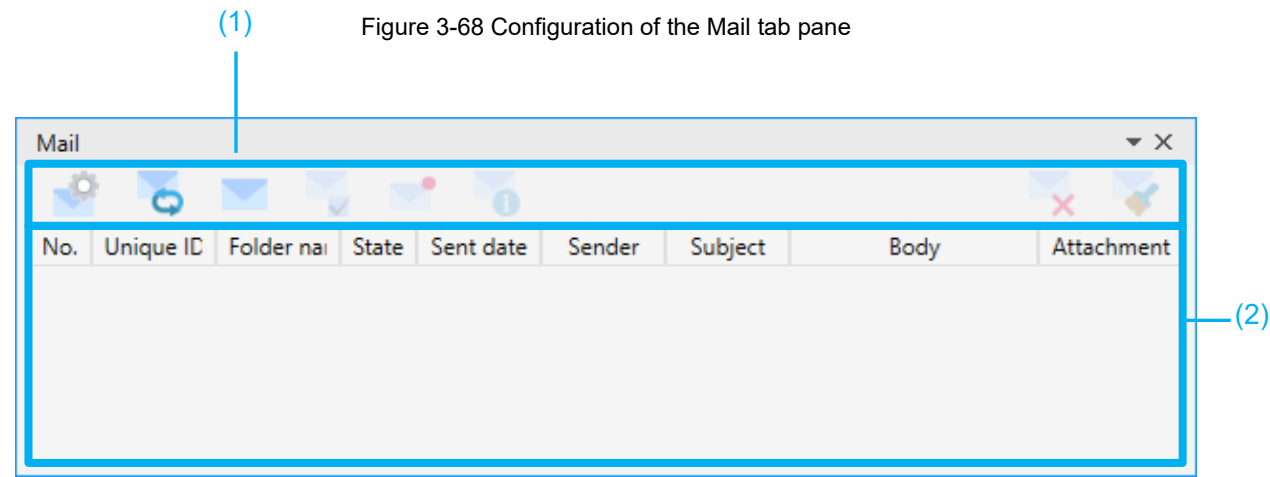 (1)
Figure 3-68 Configuration of the Mail tab pane
Mail
No. Unique ID Folder nar State Sent date Sender Subject Body Attachment
(2)